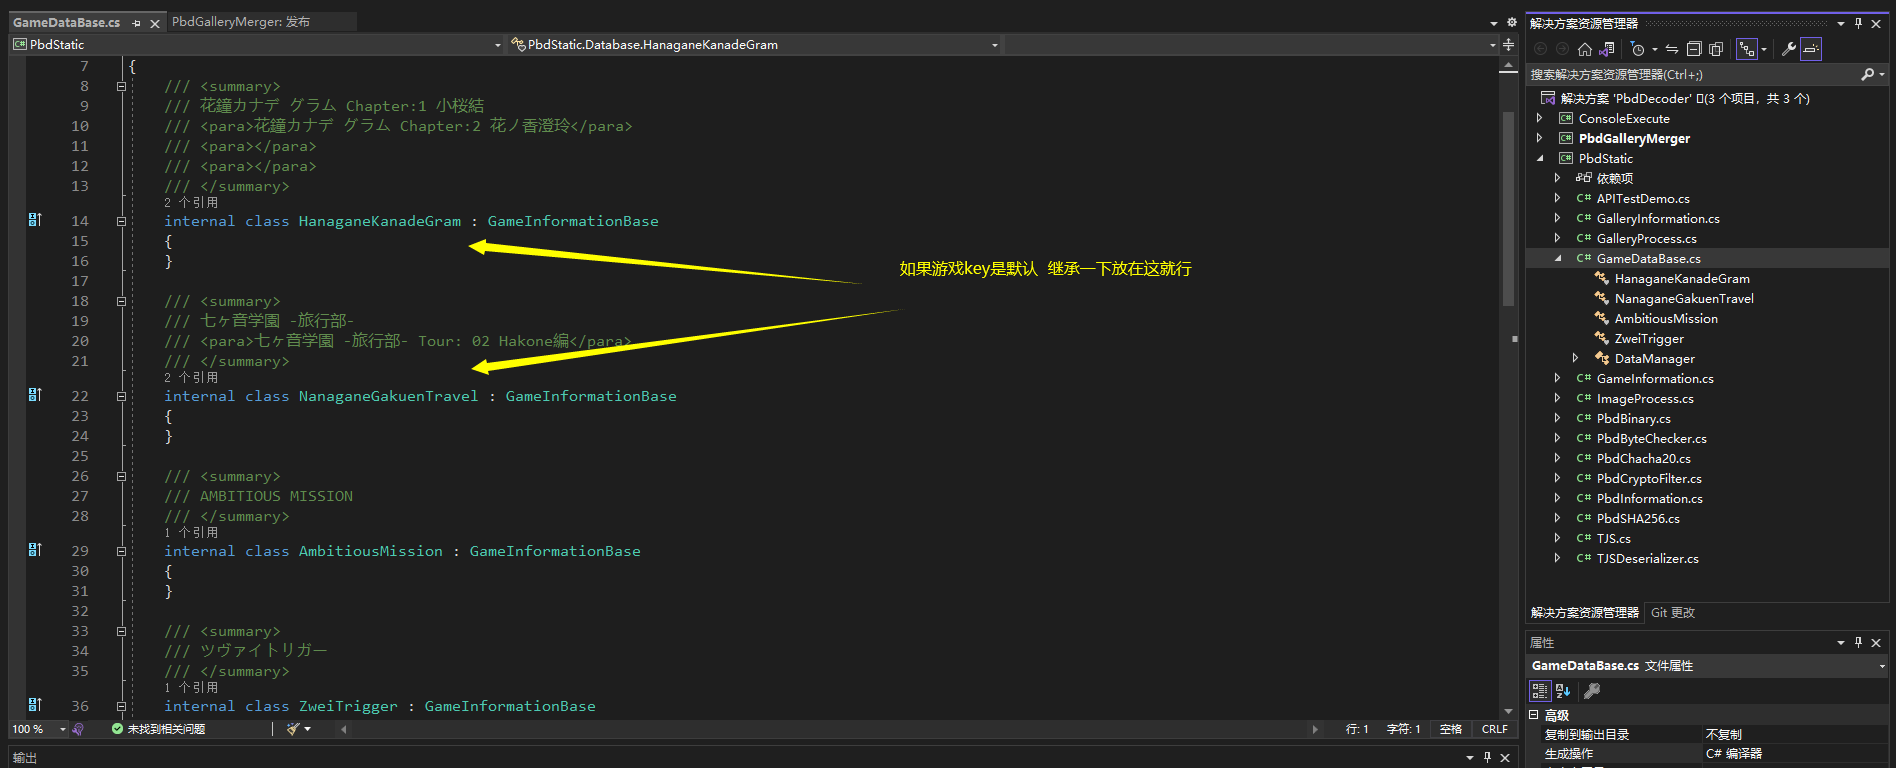 GameDataBase.cs
PbdGalleryMerger: 发布
PbdStatic
PbdStatic.Database.HanaganeKanadeGram
7 {
8 /// <summary>
9 /// 花鐘カナデ グラム Chapter:1 小桜結
10 /// <para>花鐘カナデ グラム Chapter:2 花ノ香澄玲</para>
11 /// <para></para>
12 /// <para></para>
13 /// </summary>
2 个引用
14 internal class HanaganeKanadeGram : GameInformationBase
15 {
16 }
17
18 /// <summary>
19 /// 七ヶ音学園 -旅行部-
20 /// <para>七ヶ音学園 -旅行部- Tour: 02 Hakone編</para>
21 /// </summary>
2 个引用
22 internal class NanaganeGakuenTravel : GameInformationBase
23 {
24 }
25
26 /// <summary>
27 /// AMBITIOUS MISSION
28 /// </summary>
1 个引用
29 internal class AmbitiousMission : GameInformationBase
30 {
31 }
32
33 /// <summary>
34 /// ツヴァイトリガー
35 /// </summary>
1 个引用
36 internal class ZweiTrigger : GameInformationBase
如果游戏key是默认 继承一下放在这就行
100 %
未找到相关问题
行: 1
字符: 1
空格
CRLF
输出
解决方案资源管理器
搜索解决方案资源管理器(Ctrl+;)
解决方案 'PbdDecoder' (3 个项目，共 3 个)
C# ConsoleExecute
C# PbdGalleryMerger
C# PbdStatic
依赖项
C# APITestDemo.cs
C# GalleryInformation.cs
C# GalleryProcess.cs
C# GameDataBase.cs
HanaganeKanadeGram
NanaganeGakuenTravel
AmbitiousMission
ZweiTrigger
DataManager
C# GameInformation.cs
C# ImageProcess.cs
C# PbdBinary.cs
C# PbdByteChecker.cs
C# PbdChacha20.cs
C# PbdCryptoFilter.cs
C# PbdInformation.cs
C# PbdSHA256.cs
C# TJS.cs
C# TJSDeserializer.cs
解决方案资源管理器
Git 更改
属性
GameDataBase.cs 文件属性
高级
复制到输出目录 不复制
生成操作 C# 编译器